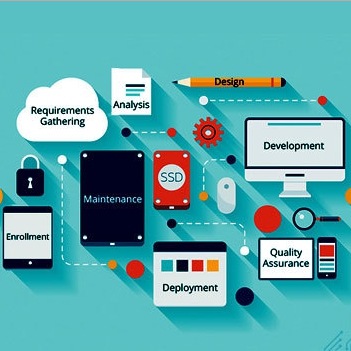 Design
Analysis
Requirements
Gathering
Development
SSD
Maintenance
Enrollment
Quality
Assurance
Deployment